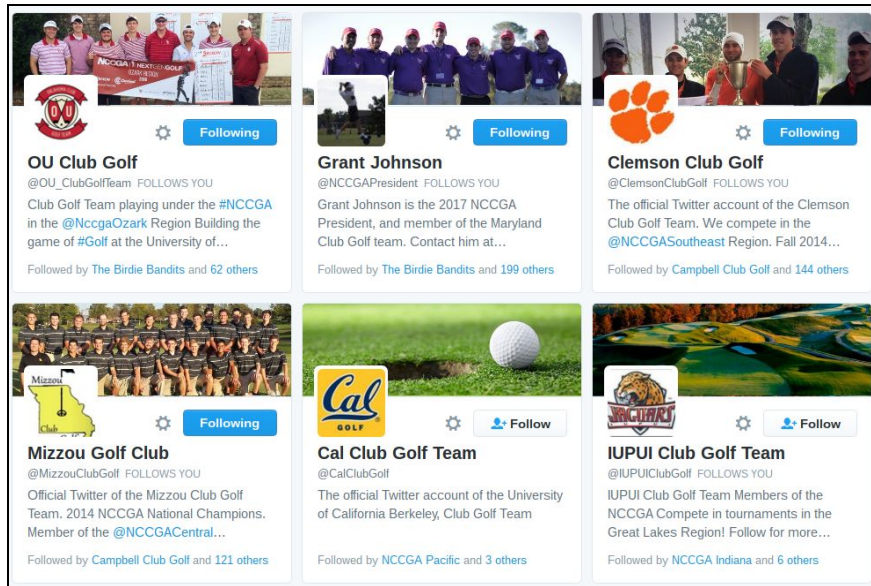 NCCGA NEXTGENGOLF
OZARK REGION
OU
Following
OU Club Golf
@OU_ClubGolfTeam FOLLOWS YOU
Club Golf Team playing under the #NCCGA
in the @NccgaOzark Region Building the
game of #Golf at the University of…
Followed by The Birdie Bandits and 62 others
Following
Grant Johnson
@NCCGAPresident FOLLOWS YOU
Grant Johnson is the 2017 NCCGA
President, and member of the Maryland
Club Golf team. Contact him at…
Followed by The Birdie Bandits and 199 others
Following
Clemson Club Golf
@ClemsonClubGolf FOLLOWS YOU
The official Twitter account of the Clemson
Club Golf Team. We compete in the
@NCCGASoutheast Region. Fall 2014…
Followed by Campbell Club Golf and 144 others
Mizzou
Club
Following
Mizzou Golf Club
@MizzouClubGolf FOLLOWS YOU
Official Twitter of the Mizzou Club Golf
Team. 2014 NCCGA National Champions.
Member of the @NCCGACentral…
Followed by Campbell Club Golf and 121 others
Cal
GOLF
Follow
Cal Club Golf Team
@CalClubGolf
The official Twitter account of the University
of California Berkeley, Club Golf Team
Followed by NCCGA Pacific and 3 others
JAGUARS
Follow
IUPUI Club Golf Team
@IUPUIClubGolf FOLLOWS YOU
IUPUI Club Golf Team Members of the
NCCGA Compete in tournaments in the
Great Lakes Region! Follow for more…
Followed by NCCGA Indiana and 6 others